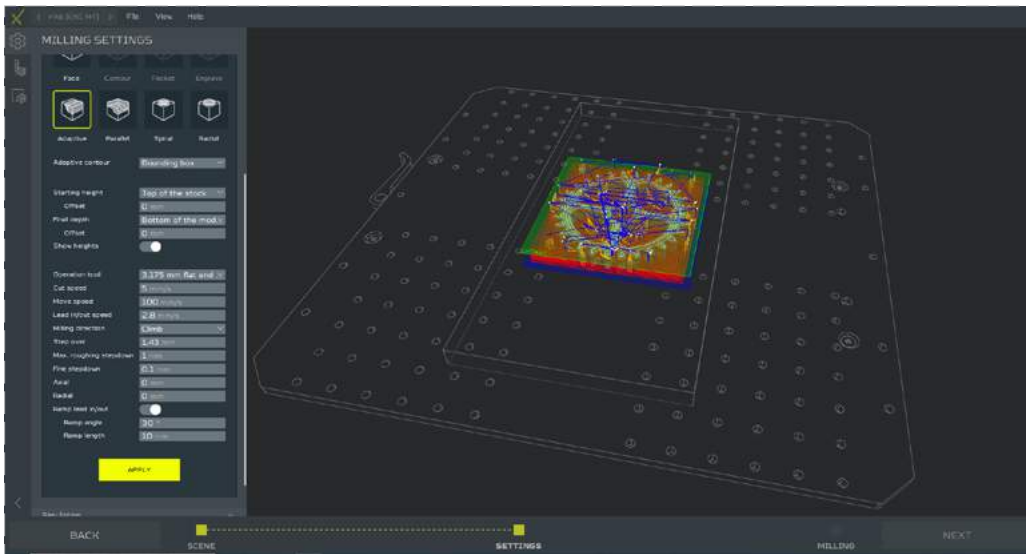 File View Help
MILLING SETTINGS
Face Contour Pocket Engrave
Adaptive Parallel Spiral Radial
Adaptive contour Bounding box
Starting height Top of the stock
Offset 0 mm
Final depth Bottom of the mod
Offset 0 mm
Show heights
Operation tool 3.175 mm flat end
Cut speed 5 mm/s
Move speed 100 mm/s
Lead in/out speed 2.8 mm/s
Milling direction Climb
Step over 1.43 mm
Max. roughing stepdown 1 mm
Fine stepdown 0.1 mm
Axial 0 mm
Radial 0 mm
Ramp lead in/out
Ramp angle 30 °
Ramp length 10 mm
APPLY
BACK
SCENE
SETTINGS
MILLING
NEXT